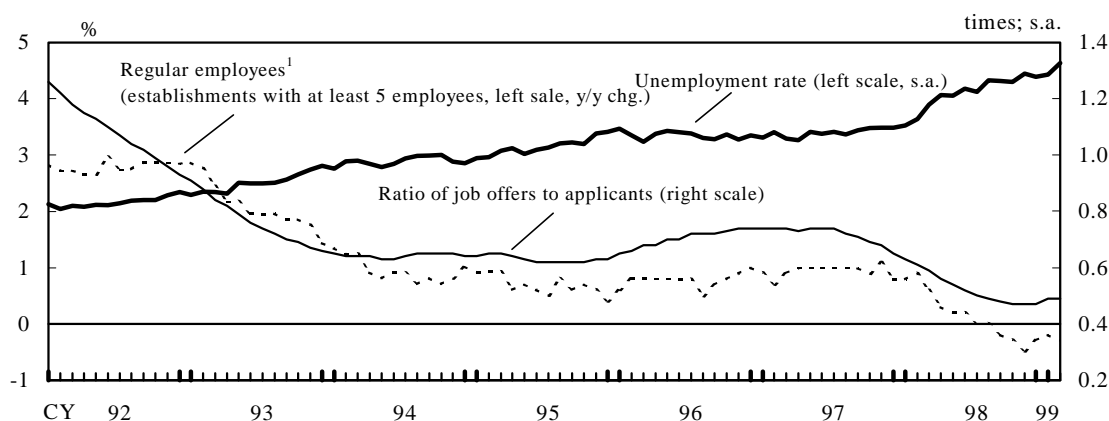 % times; s.a.
5 1.4
Regular employees¹
(establishments with at least 5 employees, left sale, y/y chg.)
Unemployment rate (left scale, s.a.)
4 1.2
3 1.0
Ratio of job offers to applicants (right scale)
2 0.8
1 0.6
0 0.4
-1 0.2
CY 92 93 94 95 96 97 98 99